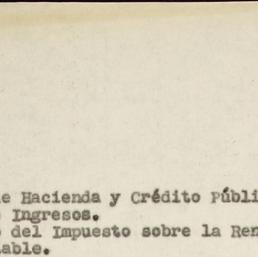 e Hacienda y Crédito Públi
Ingresos.
del Impuesto sobre la Ren
able.